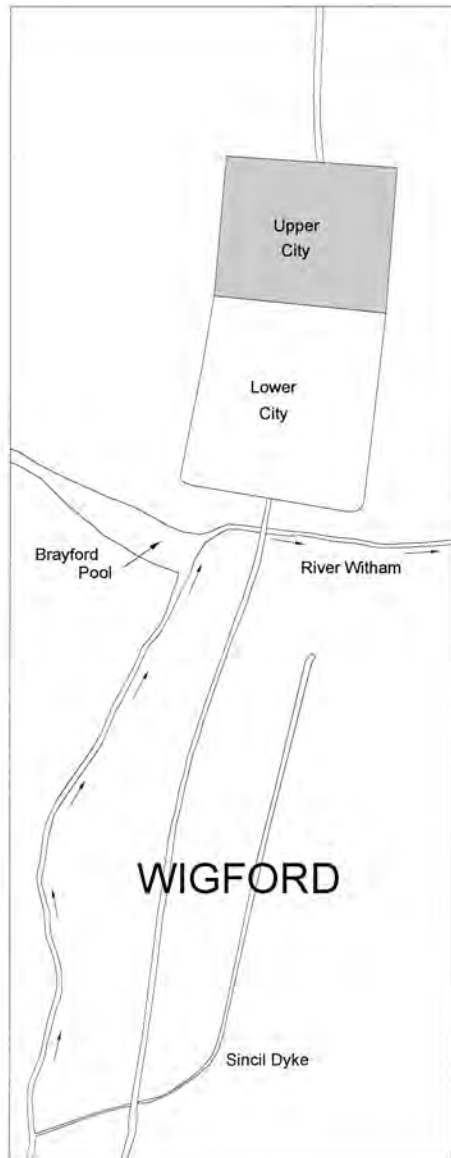 Upper
City
Lower
City
Brayford
Pool
River Witham
WIGFORD
Sincil Dyke